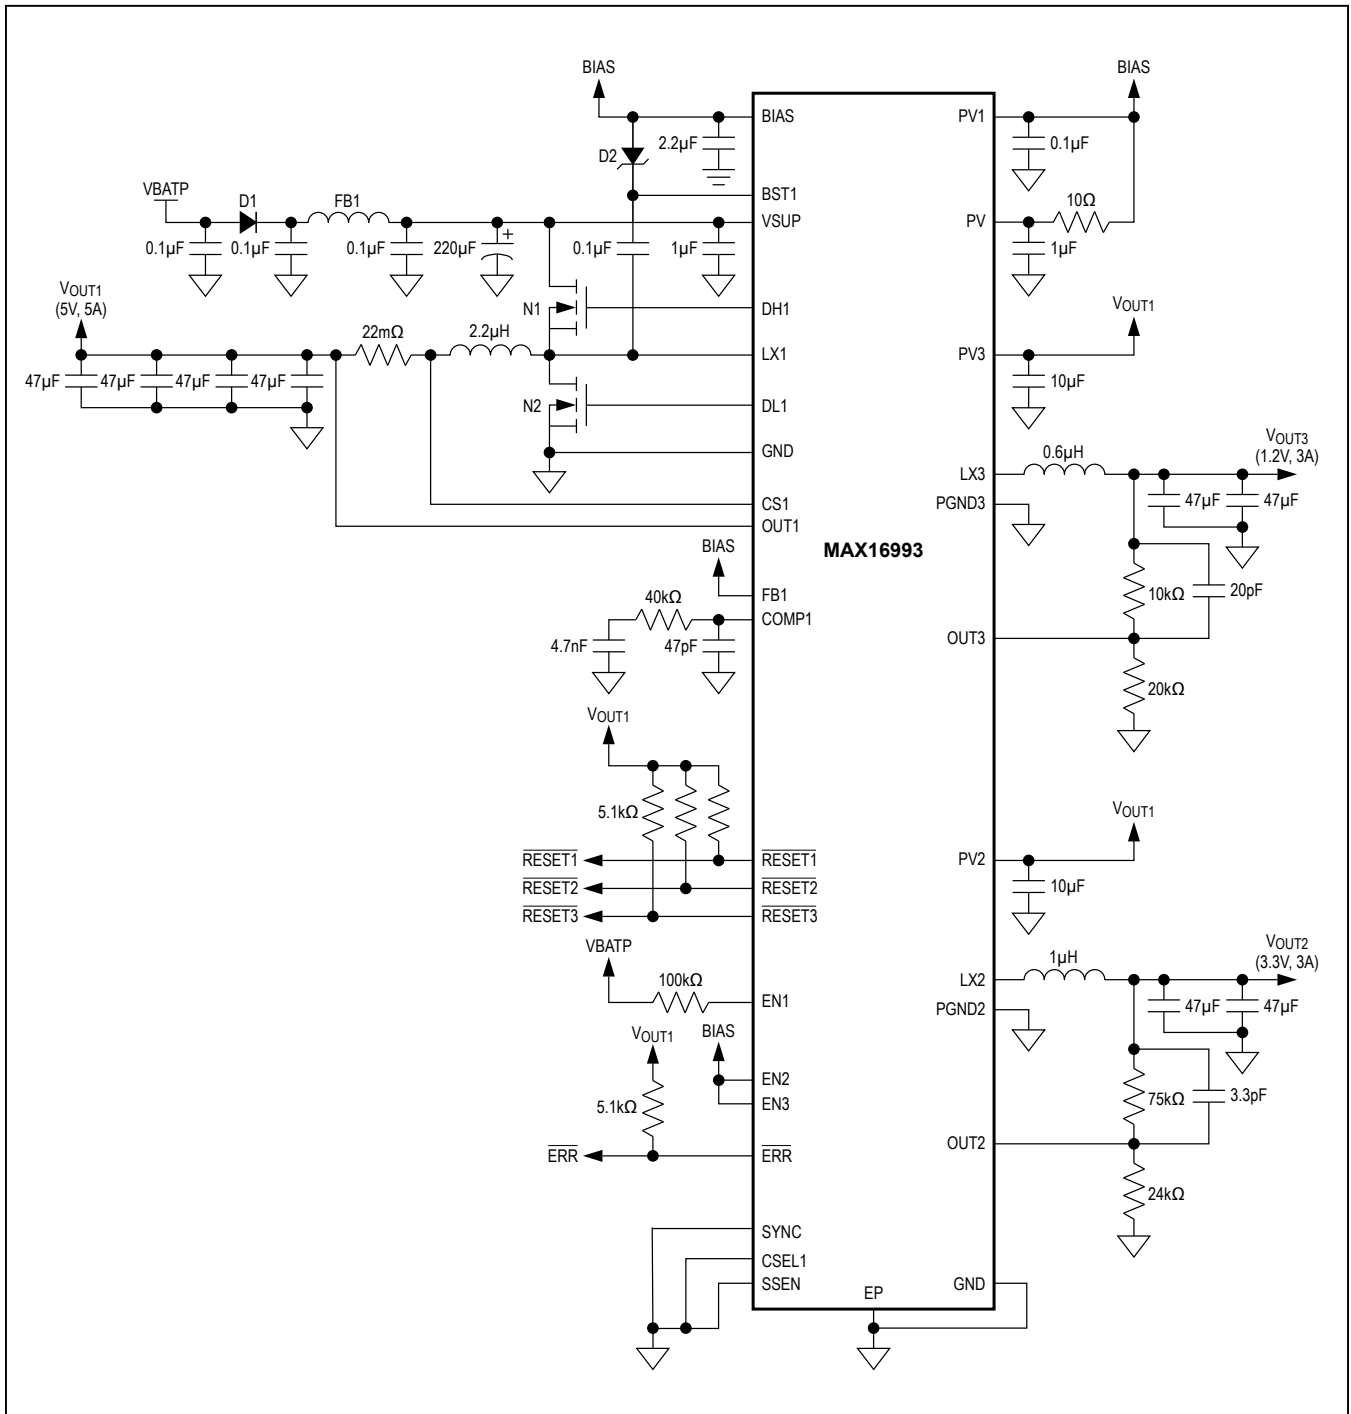 BIAS
BIAS
BIAS
PV1
2.2µF
0.1µF
D2
VBATP
D1
FB1
BST1
10Ω
VSUP
PV
0.1µF
0.1µF
0.1µF
220µF
+
0.1µF
1µF
1µF
VOUT1
(5V, 5A)
N1
DH1
VOUT1
22mΩ
2.2µH
LX1
PV3
47µF
47µF
47µF
47µF
10µF
N2
DL1
GND
0.6µH
VOUT3
(1.2V, 3A)
LX3
CS1
PGND3
47µF
47µF
OUT1
MAX16993
BIAS
FB1
40kΩ
COMP1
10kΩ
20pF
4.7nF
47pF
OUT3
20kΩ
VOUT1
5.1kΩ
VOUT1
RESET1
RESET1
PV2
RESET2
RESET2
10µF
RESET3
RESET3
VBATP
1µH
VOUT2
(3.3V, 3A)
100kΩ
EN1
LX2
PGND2
47µF
47µF
VOUT1
BIAS
EN2
EN3
5.1kΩ
75kΩ
3.3pF
ERR
ERR
OUT2
24kΩ
SYNC
CSEL1
SSEN
EP
GND